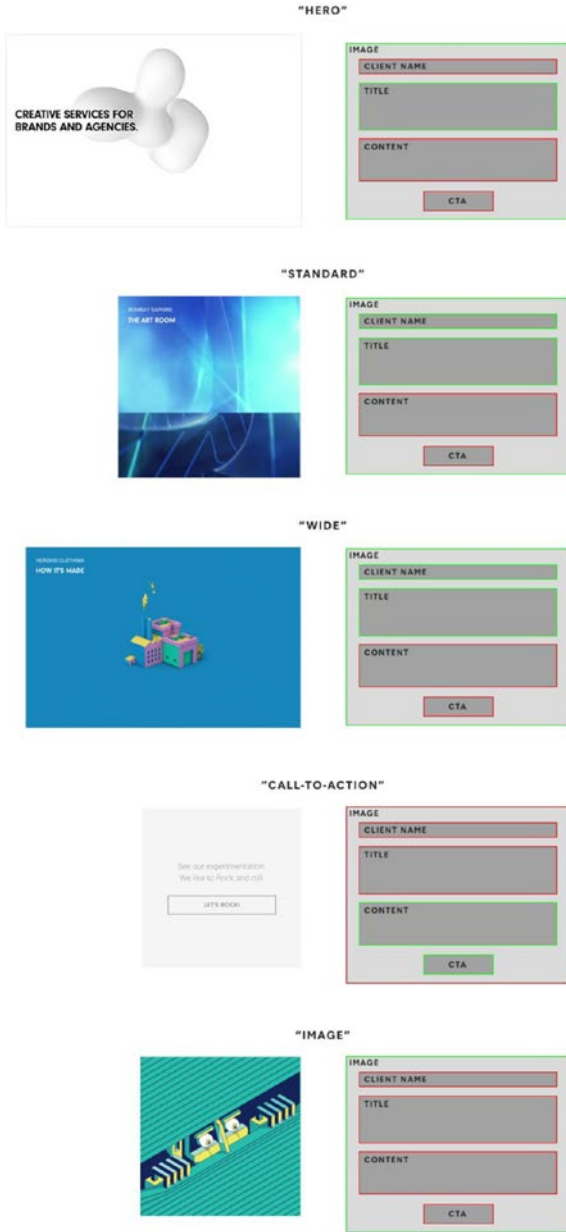 "HERO"
CREATIVE SERVICES FOR
BRANDS AND AGENCIES.
IMAGE
CLIENT NAME
TITLE
CONTENT
CTA
"STANDARD"
BOMBAY SAPHIRE
THE ART ROOM
IMAGE
CLIENT NAME
TITLE
CONTENT
CTA
"WIDE"
CLOTHING
HOW IT'S MADE
IMAGE
CLIENT NAME
TITLE
CONTENT
CTA
"CALL-TO-ACTION"
See our experimentation
We like to Rock and roll
LET'S ROCK!
IMAGE
CLIENT NAME
TITLE
CONTENT
CTA
"IMAGE"
IMAGE
CLIENT NAME
TITLE
CONTENT
CTA